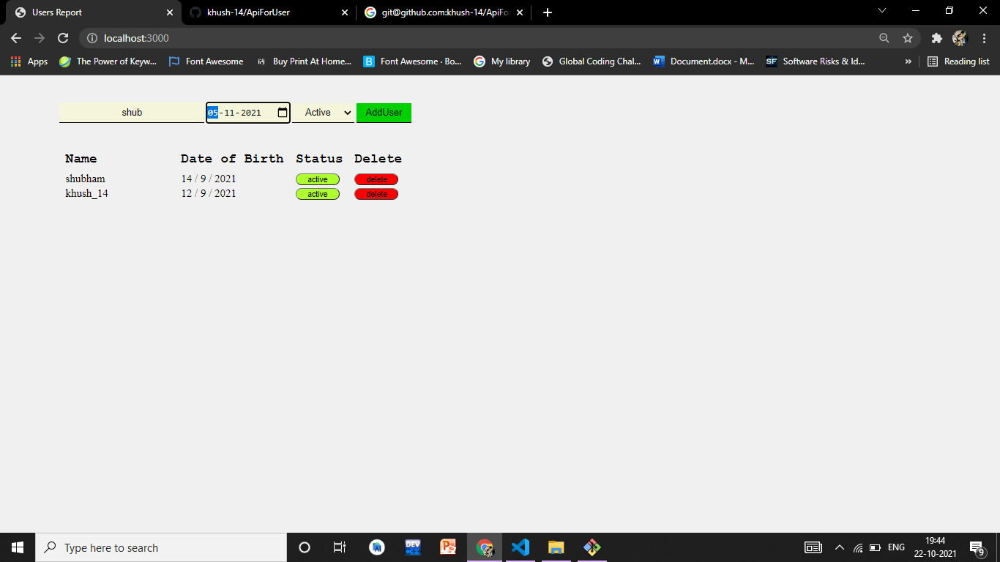 Users Report
khush-14/ApiForUser
git@github.com:khush-14/ApiFor
localhost:3000
Apps
The Power of Keyw...
Font Awesome
Buy Print At Home...
Font Awesome · Bo...
My library
Global Coding Chal...
Document.docx - M...
Software Risks & Id...
»
Reading list
shub 05-11-2021 Active AddUser
Name Date of Birth Status Delete
shubham 14 / 9 / 2021 active delete
khush_14 12 / 9 / 2021 active delete
Type here to search
DEV
ENG
19:44
22-10-2021
9